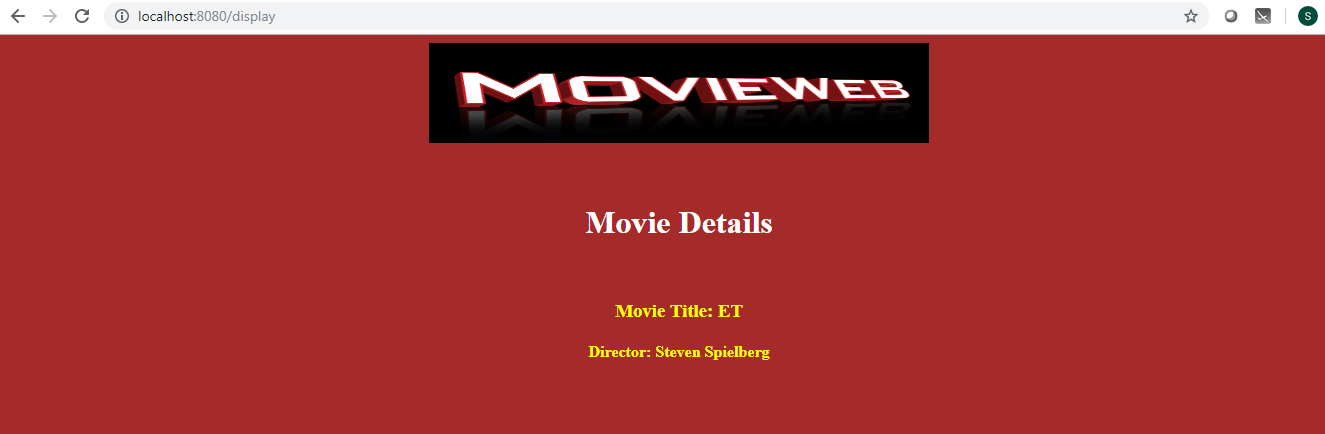 localhost:8080/display
S
MOVIEWEB
Movie Details
Movie Title: ET
Director: Steven Spielberg